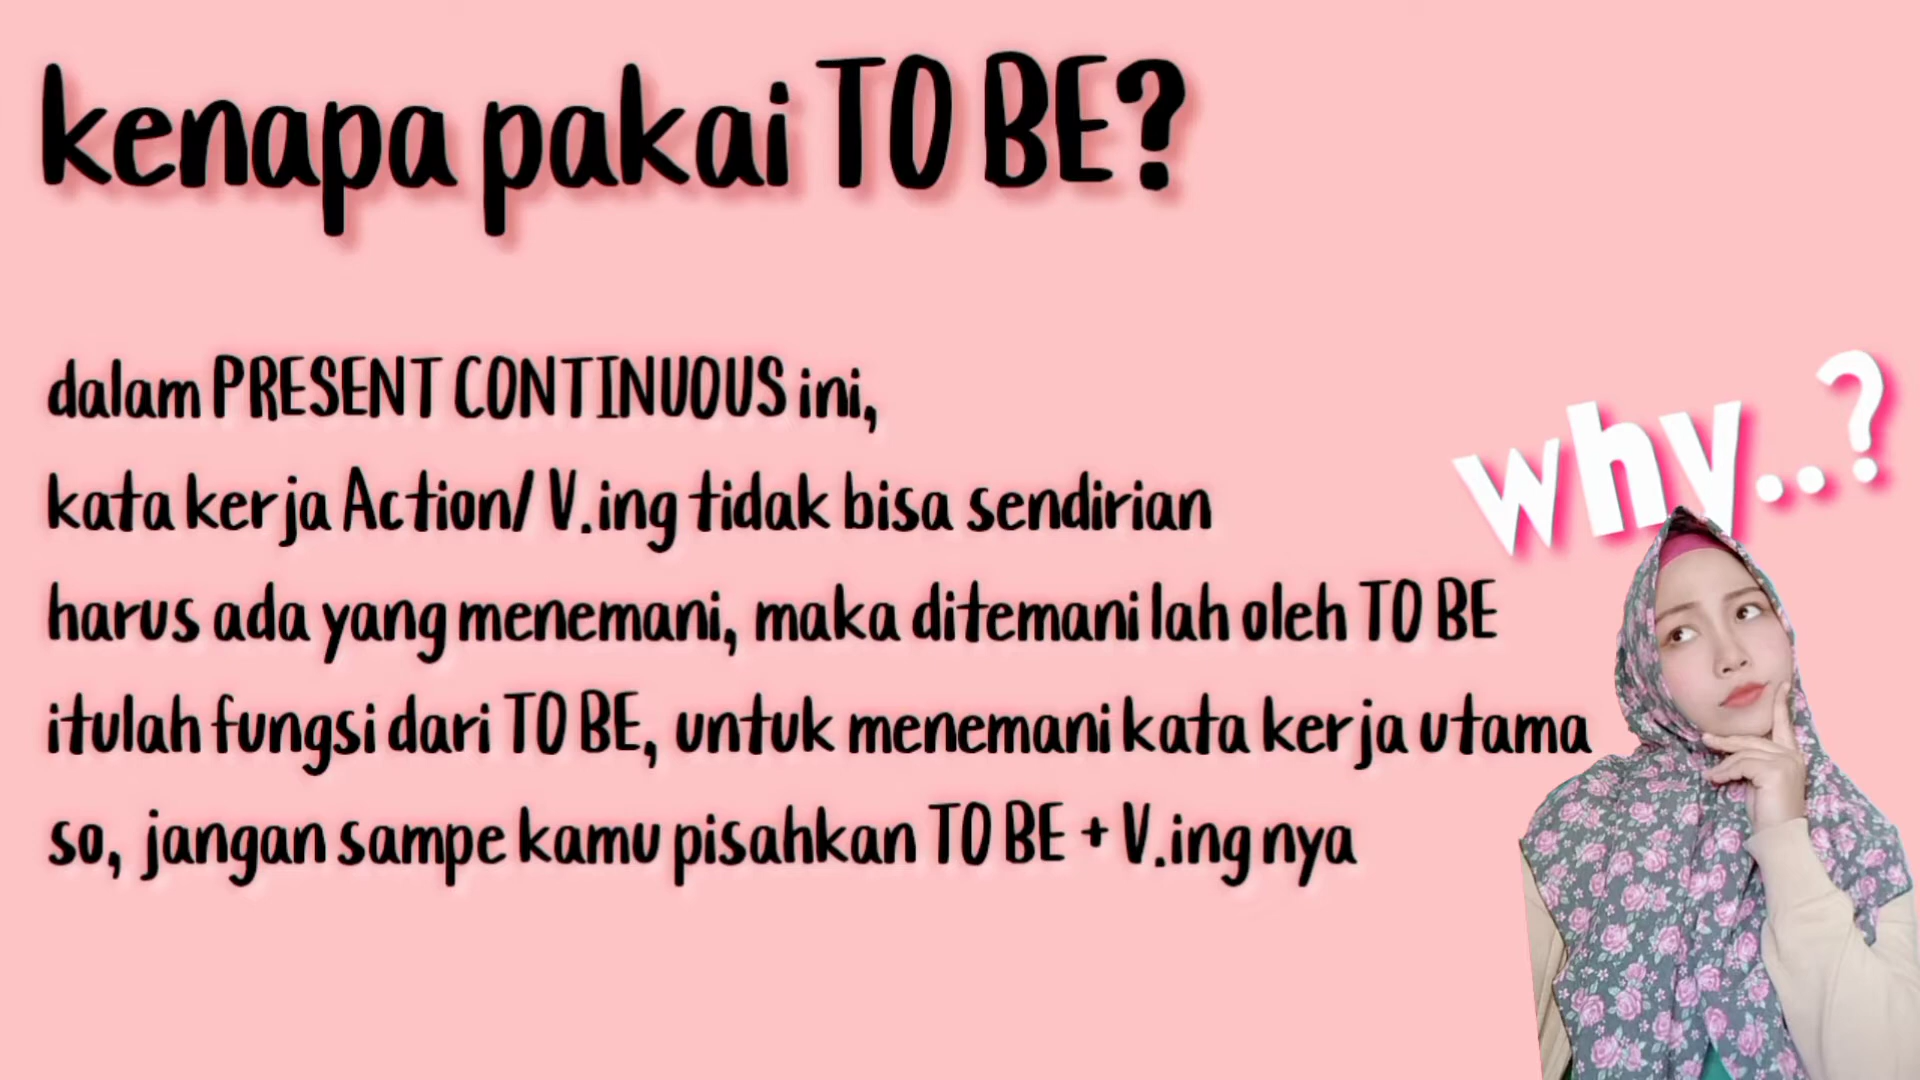 kenapa pakai TO BE?
dalam PRESENT CONTINUOUS ini,
kata kerja Action/ V.ing tidak bisa sendirian
why..?
harus ada yang menemani, maka ditemani lah oleh TO BE
itulah fungsi dari TO BE, untuk menemani kata kerja utama
so, jangan sampe kamu pisahkan TO BE + V.ing nya